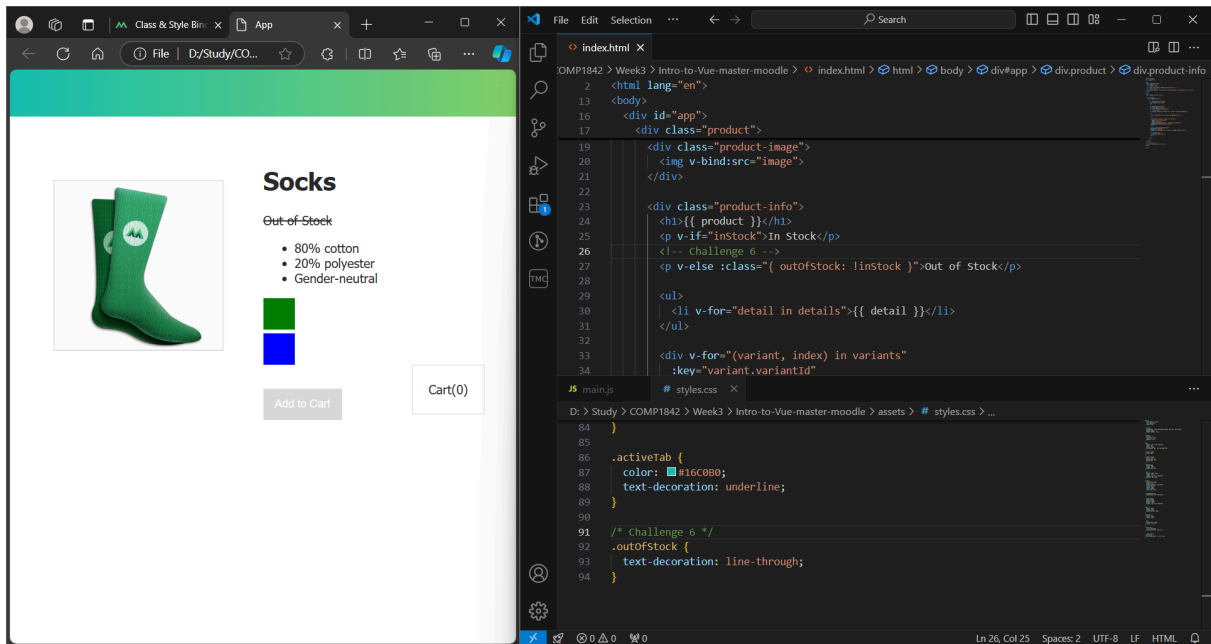 Class & Style Bin
App
File
D:/Study/CO...
Socks
Out of Stock
80% cotton
20% polyester
Gender-neutral
Add to Cart
Cart(0)
File Edit Selection ... Search
index.html
COMP1842 > Week3 > Intro-to-Vue-master-moodle > <> index.html > html > body > div#app > div.product > div.product-info
2 <html lang="en">
13 <body>
16 <div id="app">
17 <div class="product">
19 <div class="product-image">
20 <img v-bind:src="image">
21 </div>
22
23 <div class="product-info">
24 <h1>{{ product }}</h1>
25 <p v-if="inStock">In Stock</p>
26 <!-- Challenge 6 -->
27 <p v-else :class="{ outOfStock: !inStock }">Out of Stock</p>
28
29 <ul>
30 <li v-for="detail in details">{{ detail }}</li>
31 </ul>
32
33 <div v-for="(variant, index) in variants"
34 :key="variant.variantId"
1
TMC
JS main.js # styles.css
D: > Study > COMP1842 > Week3 > Intro-to-Vue-master-moodle > assets > # styles.css > ...
84 }
85
86 .activeTab {
87 color: #16C0B0;
88 text-decoration: underline;
89 }
90
91 /* Challenge 6 */
92 .outOfStock {
93 text-decoration: line-through;
94 }
0 0 0 Ln 26, Col 25 Spaces: 2 UTF-8 LF HTML